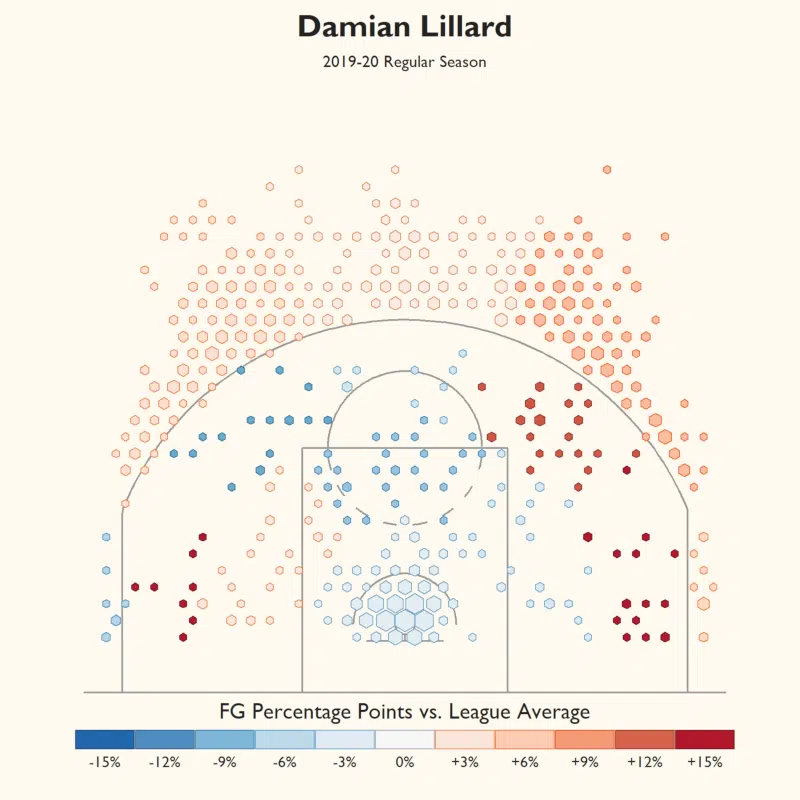 Damian Lillard
2019-20 Regular Season
FG Percentage Points vs. League Average
-15% -12% -9% -6% -3% 0% +3% +6% +9% +12% +15%